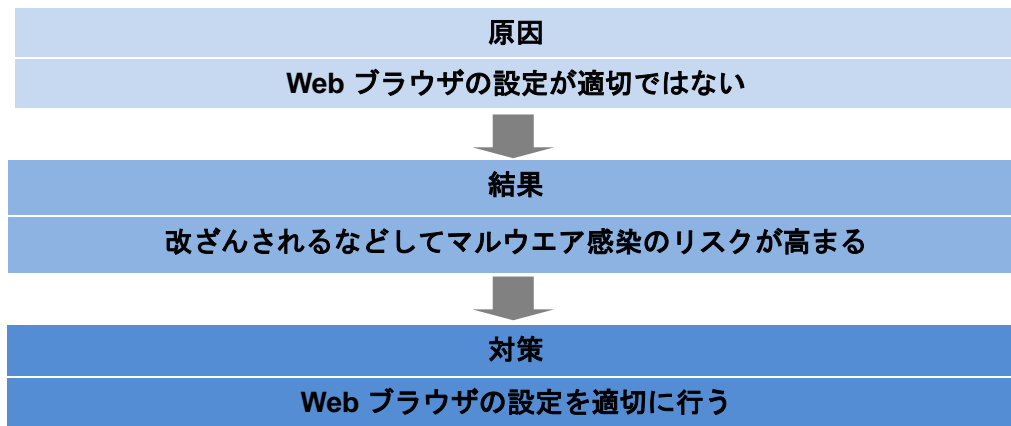 原因
Web ブラウザの設定が適切ではない
結果
改ざんされるなどしてマルウエア感染のリスクが高まる
対策
Web ブラウザの設定を適切に行う